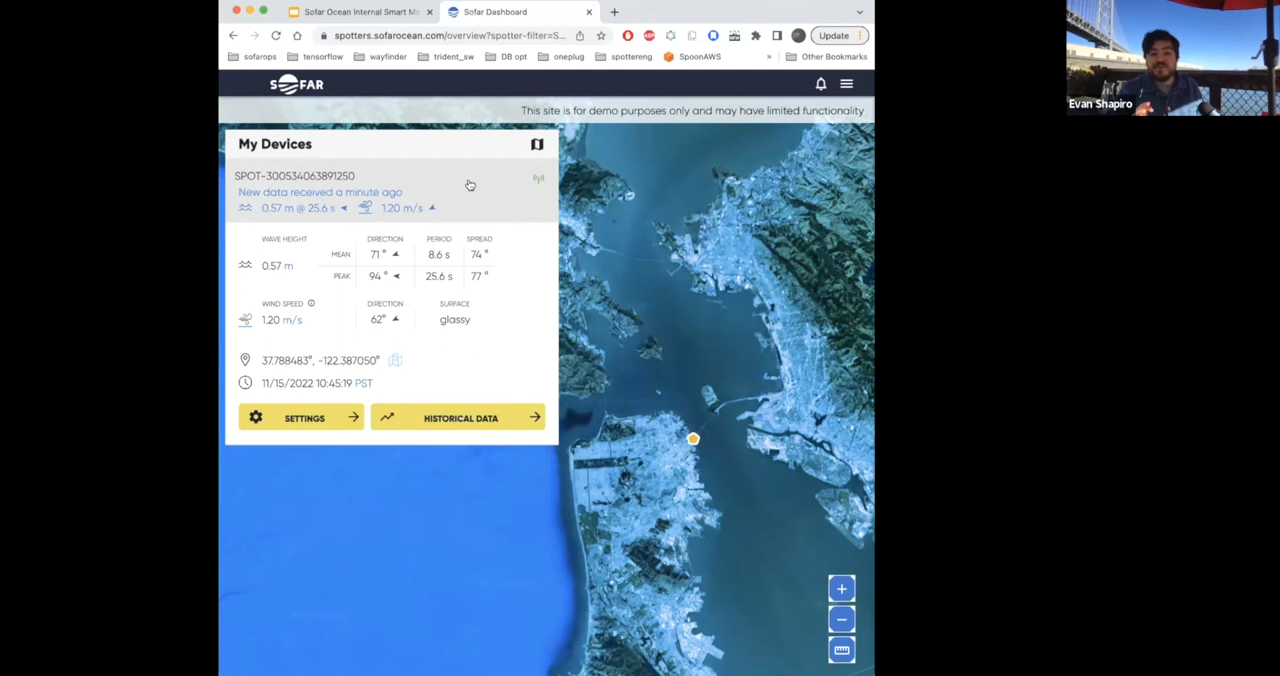 Sofar Ocean Internal Smart Mo
Sofar Dashboard
spotters.sofarocean.com/overview?spotter-filter=S...
Update
sofarops
tensorflow
wayfinder
trident_sw
DB opt
oneplug
spottereng
SpoonAWS
»
Other Bookmarks
SOFAR
This site is for demo purposes only and may have limited functionality
My Devices
SPOT-300534063891250
New data received a minute ago
0.57 m @ 25.6 s
1.20 m/s
WAVE HEIGHT
DIRECTION
PERIOD
SPREAD
MEAN
71 °
8.6 s
74 °
0.57 m
PEAK
94 °
25.6 s
77 °
WIND SPEED
DIRECTION
SURFACE
1.20 m/s
62°
glassy
37.788483°, -122.387050°
11/15/2022 10:45:19 PST
SETTINGS
HISTORICAL DATA
Evan Shapiro